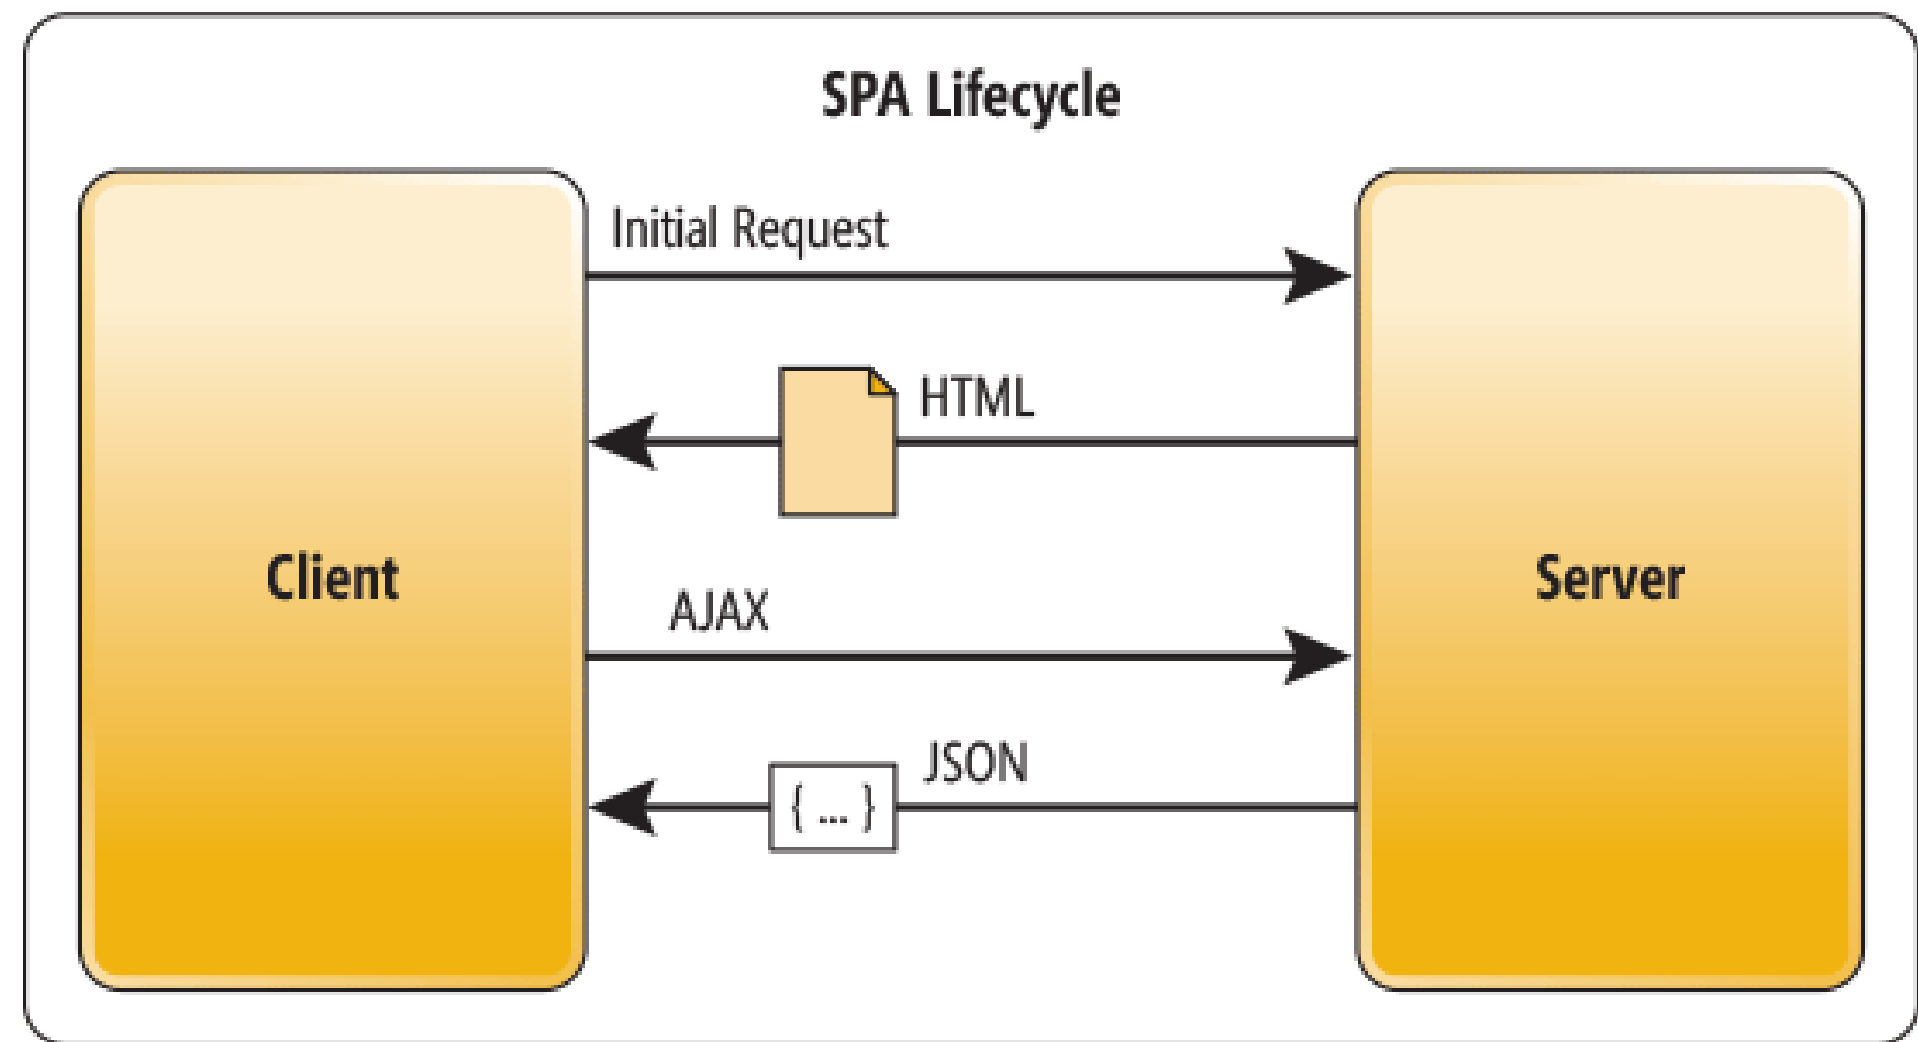 SPA Lifecycle
Initial Request
HTML
Client
Server
AJAX
JSON
{ ... }